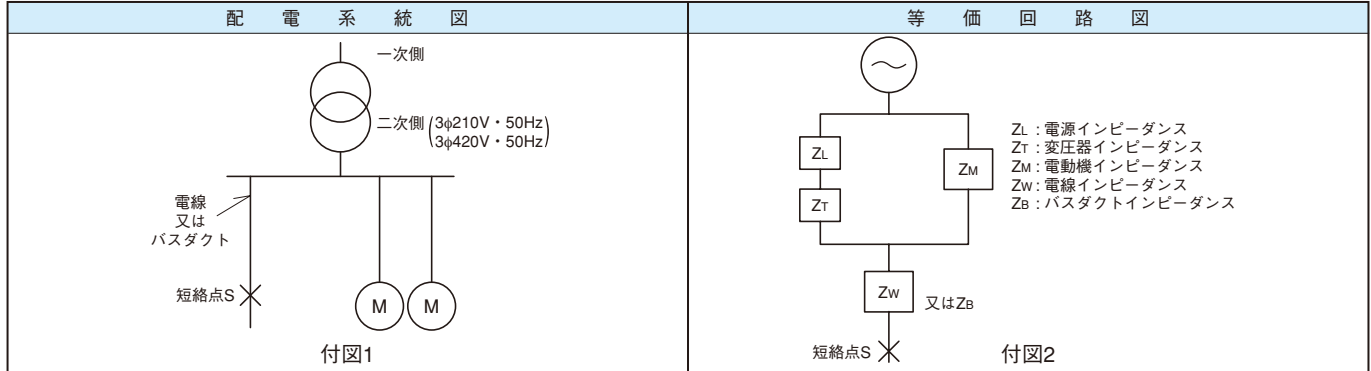 配電系統図
一次側
二次側(3φ210V・50Hz)
(3φ420V・50Hz)
電線
又は
バスダクト
短絡点S
M
M
付図1
等価回路図
ZL
ZT
ZM
ZL：電源インピーダンス
ZT：変圧器インピーダンス
ZM：電動機インピーダンス
ZW：電線インピーダンス
ZB：バスダクトインピーダンス
ZW
又はZB
短絡点S
付図2